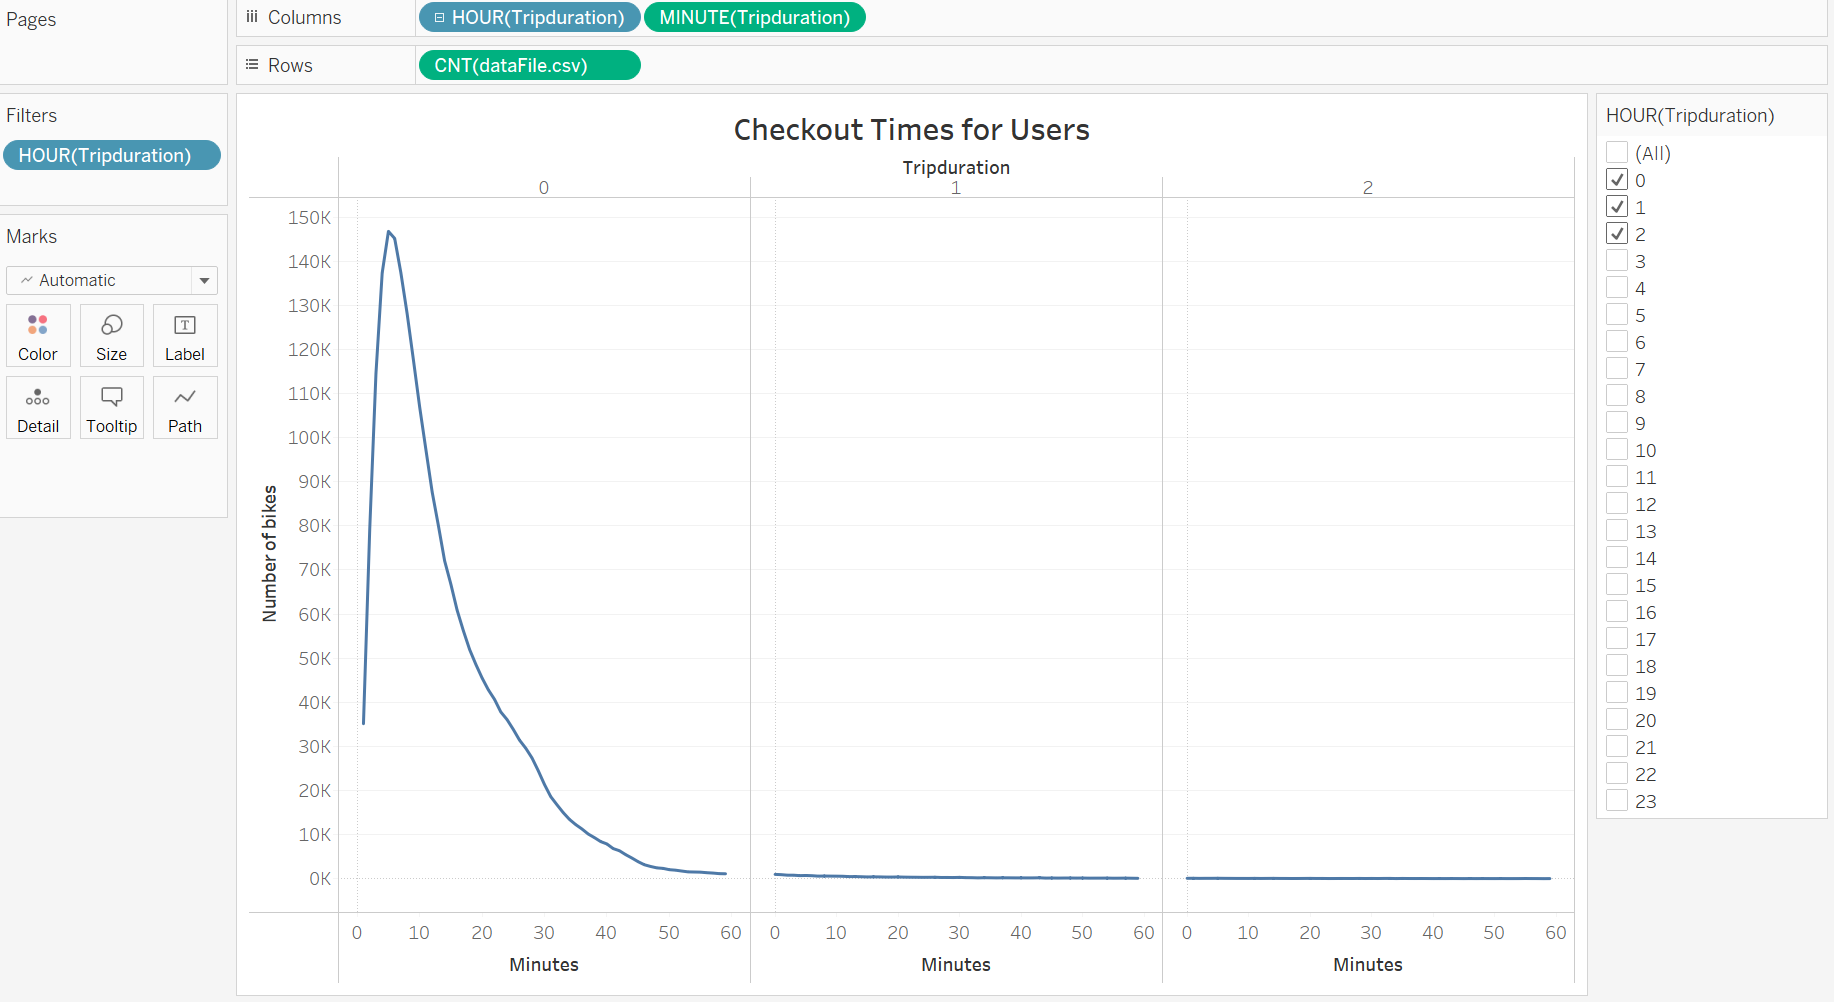 Pages
Columns
HOUR(Tripduration)
MINUTE(Tripduration)
Rows
CNT(dataFile.csv)
Filters
HOUR(Tripduration)
Marks
Automatic
Color
Size
Label
Detail
Tooltip
Path
Checkout Times for Users
Tripduration
0
1
2
Number of bikes
150K
140K
130K
120K
110K
100K
90K
80K
70K
60K
50K
40K
30K
20K
10K
0K
0 10 20 30 40 50 60
0 10 20 30 40 50 60
0 10 20 30 40 50 60
Minutes
Minutes
Minutes
HOUR(Tripduration)
(All)
0
1
2
3
4
5
6
7
8
9
10
11
12
13
14
15
16
17
18
19
20
21
22
23